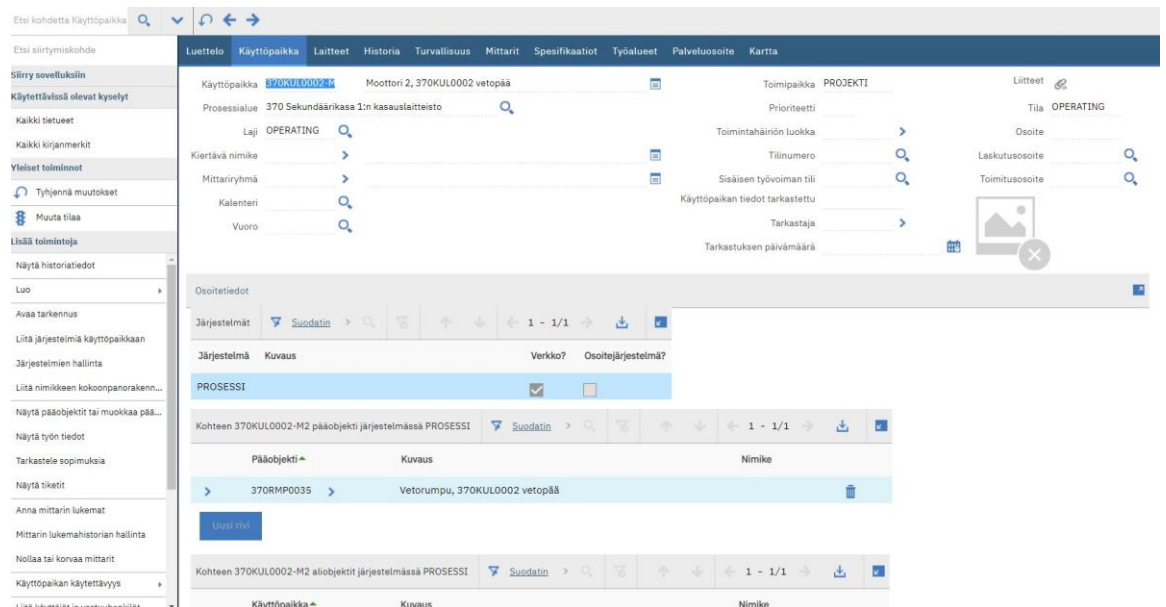 Etsi kohdetta Käyttöpaikka
Etsi siirtymiskohde
Siirry sovelluksiin
Käytettävissä olevat kyselyt
Kaikki tietueet
Kaikki kirjanmerkit
Yleiset toiminnot
Tyhjennä muutokset
Muuta tilaa
Lisää toimintoja
Näytä historiatiedot
Luo
Avaa tarkennus
Liitä järjestelmiä käyttöpaikkaan
Järjestelmien hallinta
Liitä nimikkeen kokoonpanorakenn...
Näytä pääobjektit tai muokkaa pää...
Näytä työn tiedot
Tarkastele sopimuksia
Näytä tiketit
Anna mittarin lukemat
Mittarin lukemahistorian hallinta
Nollaa tai korvaa mittarit
Käyttöpaikan käytettävyys
Luettelo Käyttöpaikka Laitteet Historia Turvallisuus Mittarit Spesifikaatiot Työalueet Palveluosoite Kartta
Käyttöpaikka 370KUL0002-M Moottori 2, 370KUL0002 vetopää
Prosessialue 370 Sekundäärikasa 1:n kasauslaitteisto
Laji OPERATING
Kiertävä nimike
Mittariryhmä
Kalenteri
Vuoro
Toimipaikka PROJEKTI
Prioriteetti
Toimintahäiriön luokka
Tilinumero
Sisäisen työvoiman tili
Käyttöpaikan tiedot tarkastettu
Tarkastaja
Tarkastuksen päivämäärä
Liitteet
Tila OPERATING
Osoite
Laskutusosoite
Toimitusosoite
Osoitetiedot
Järjestelmät Suodatin 1 - 1/1
Järjestelmä Kuvaus Verkko? Osoitejärjestelmä?
PROSESSI
Kohteen 370KUL0002-M2 pääobjekti järjestelmässä PROSESSI Suodatin 1 - 1/1
Pääobjekti Kuvaus Nimike
370RMP0035 Vetorumpu, 370KUL0002 vetopää
Uusi rivi
Kohteen 370KUL0002-M2 aliobjektit järjestelmässä PROSESSI Suodatin 1 - 1/1
Käyttöpaikka Kuvaus Nimike